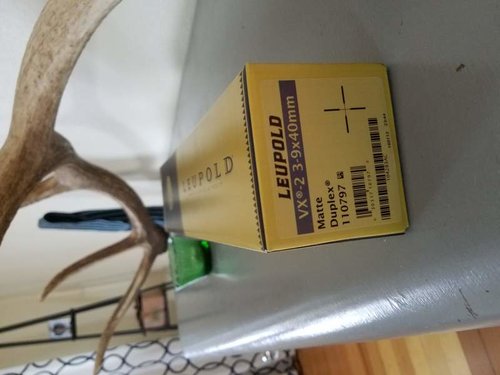 LEUPOLD
LEUPOLD
VX®-2 3-9x40mm
Matte
Duplex®
110797